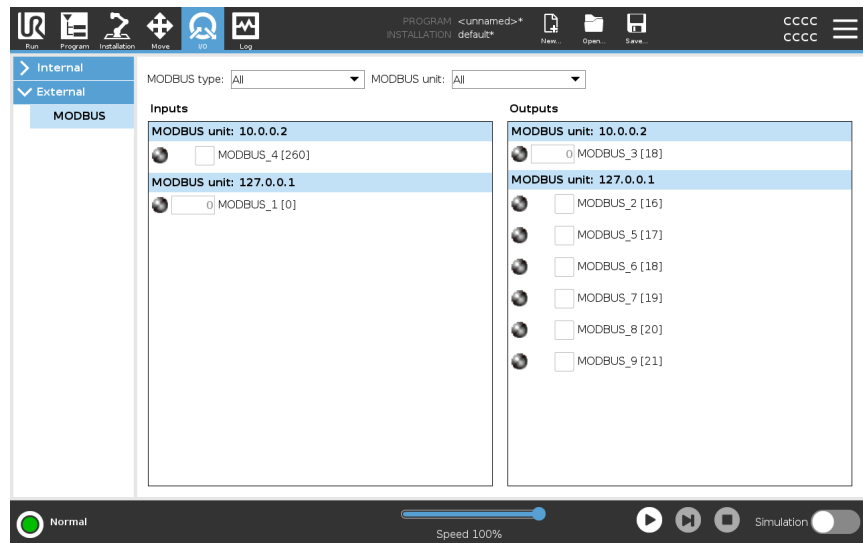 PROGRAM <unnamed>*
INSTALLATION default*
CCCC
CCCC
Run Program Installation Move I/O Log New... Open... Save...
Internal
External
MODBUS
MODBUS type: All MODBUS unit: All
Inputs
MODBUS unit: 10.0.0.2
MODBUS_4 [260]
MODBUS unit: 127.0.0.1
0 MODBUS_1 [0]
Outputs
MODBUS unit: 10.0.0.2
0 MODBUS_3 [18]
MODBUS unit: 127.0.0.1
MODBUS_2 [16]
MODBUS_5 [17]
MODBUS_6 [18]
MODBUS_7 [19]
MODBUS_8 [20]
MODBUS_9 [21]
Normal
Speed 100%
Simulation